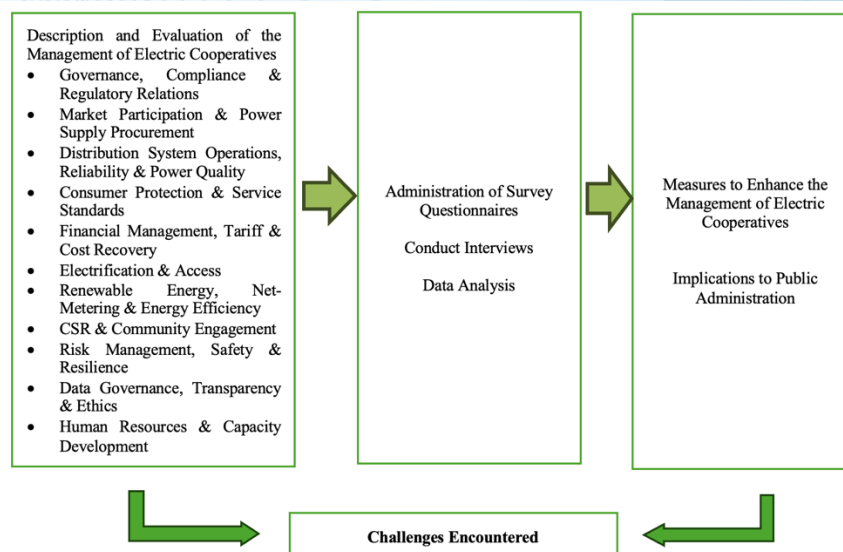 Description and Evaluation of the
Management of Electric Cooperatives
• Governance, Compliance &
Regulatory Relations
• Market Participation & Power
Supply Procurement
• Distribution System Operations,
Reliability & Power Quality
• Consumer Protection & Service
Standards
• Financial Management, Tariff &
Cost Recovery
• Electrification & Access
• Renewable Energy, Net-
Metering & Energy Efficiency
• CSR & Community Engagement
• Risk Management, Safety &
Resilience
• Data Governance, Transparency
& Ethics
• Human Resources & Capacity
Development
Administration of Survey
Questionnaires
Conduct Interviews
Data Analysis
Measures to Enhance the
Management of Electric
Cooperatives
Implications to Public
Administration
Challenges Encountered